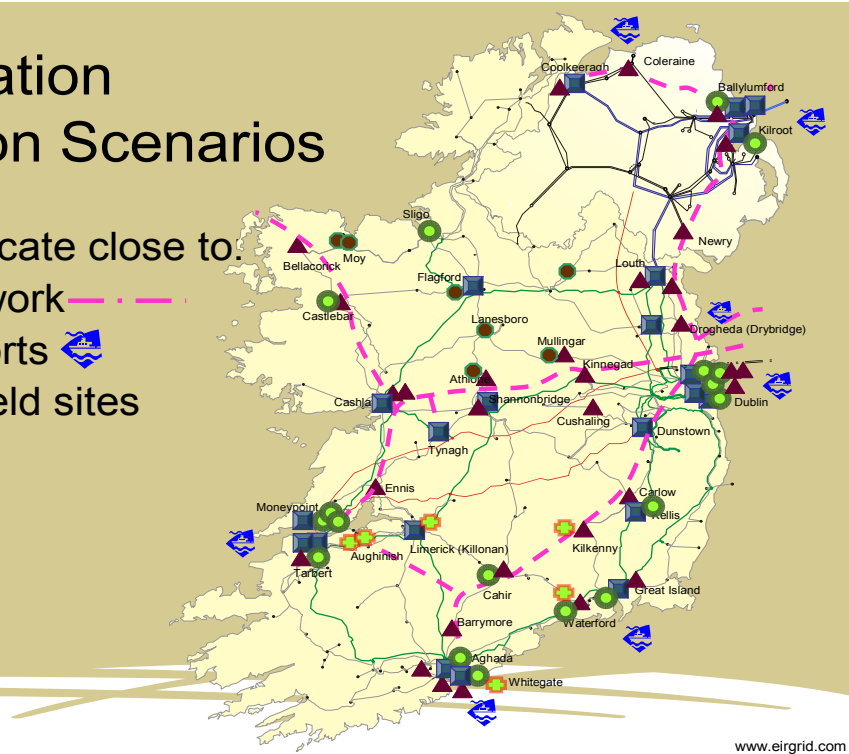 ation
on Scenarios
cate close to:
work
orts
eld sites
Coolkeeragh
Coleraine
Ballylumford
Kilroot
Sligo
Newry
Moy
Bellacorick
Louth
Flagford
Castlebar
Lanesboro
Drogheda (Drybridge)
Mullingar
Kinnegad
Athlone
Cashla
Shannonbridge
Dublin
Cushaling
Dunstown
Tynagh
Ennis
Carlow
Moneypoint
Kellis
Limerick (Killonan)
Aughinish
Kilkenny
Tarbert
Cahir
Great Island
Waterford
Barrymore
Aghada
Whitegate
www.eirgrid.com